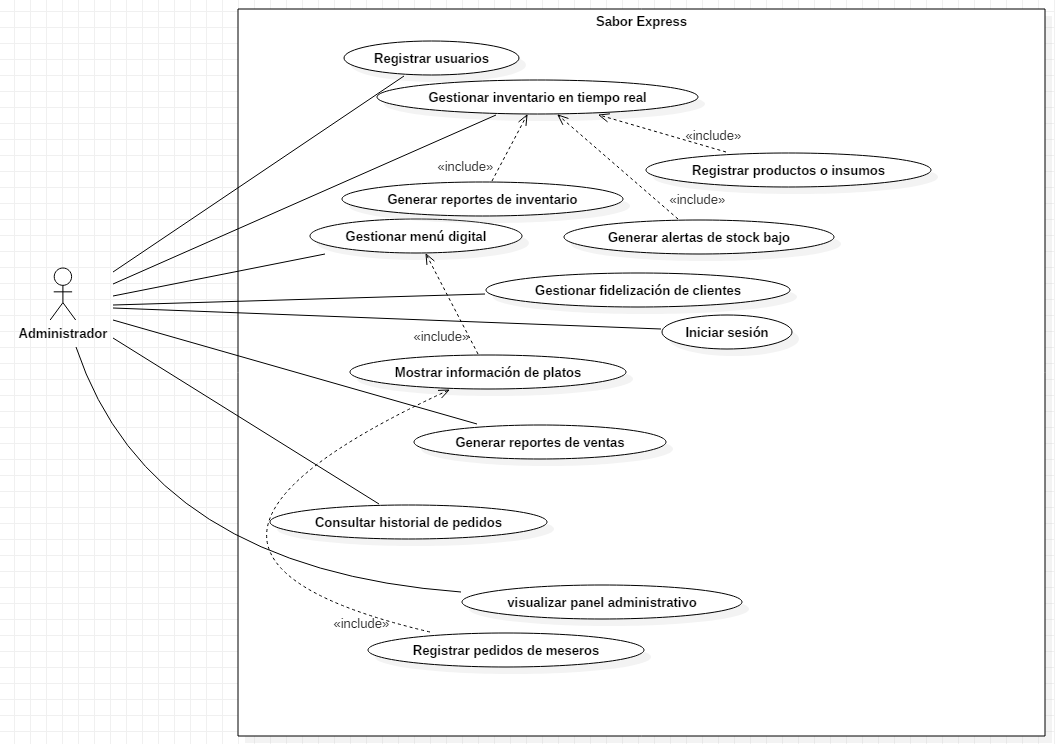 Sabor Express
Registrar usuarios
Gestionar inventario en tiempo real
«include»
Registrar productos o insumos
«include»
Generar reportes de inventario
«include»
Gestionar menú digital
Generar alertas de stock bajo
Gestionar fidelización de clientes
Administrador
Iniciar sesión
«include»
Mostrar información de platos
Generar reportes de ventas
Consultar historial de pedidos
visualizar panel administrativo
«include»
Registrar pedidos de meseros